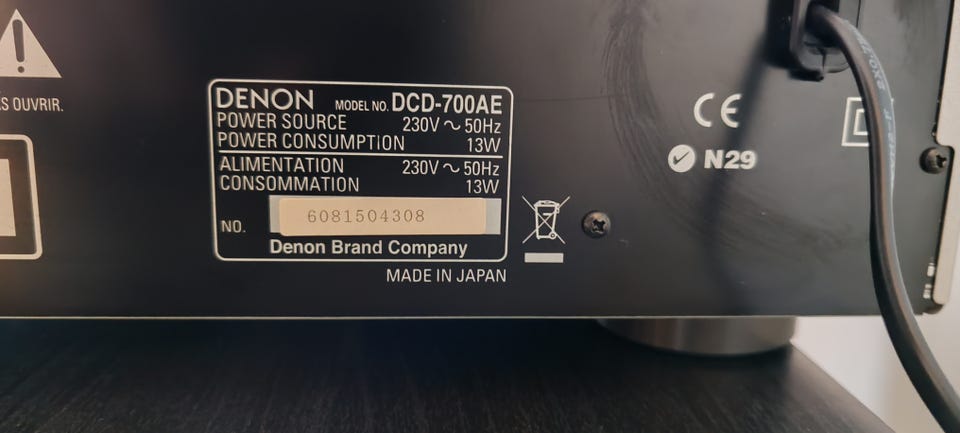 S OUVRIR.
DENON MODEL NO. DCD-700AE
POWER SOURCE 230V ~ 50Hz
POWER CONSUMPTION 13W
ALIMENTATION 230V ~ 50Hz
CONSOMMATION 13W
NO. 6081504308
Denon Brand Company
MADE IN JAPAN
CE
N29